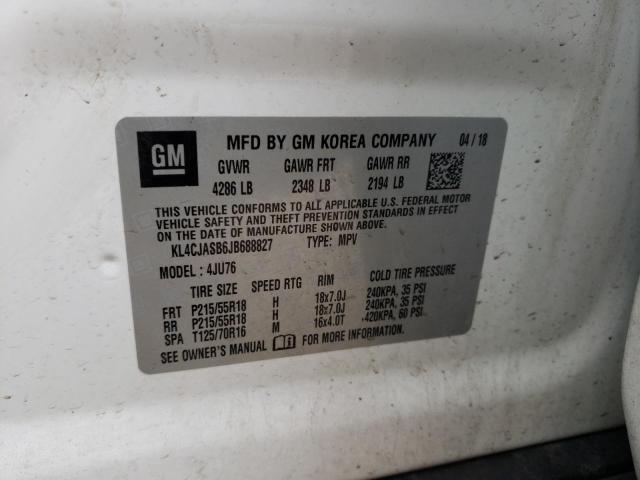 GM
MFD BY GM KOREA COMPANY 04 / 18
GVWR GAWR FRT GAWR RR
4286 LB 2348 LB 2194 LB
THIS VEHICLE CONFORMS TO ALL APPLICABLE U.S. FEDERAL MOTOR
VEHICLE SAFETY AND THEFT PREVENTION STANDARDS IN EFFECT
ON THE DATE OF MANUFACTURE SHOWN ABOVE.
KL4CJASB6JB688827 TYPE: MPV
MODEL: 4JU76
TIRE SIZE SPEED RTG RIM COLD TIRE PRESSURE
FRT P215/55R18 H 18x7.0J 240KPA, 35 PSI
RR P215/55R18 H 18x7.0J 240KPA, 35 PSI
SPA T125/70R16 M 16x4.0T 420KPA, 60 PSI
SEE OWNER'S MANUAL FOR MORE INFORMATION.